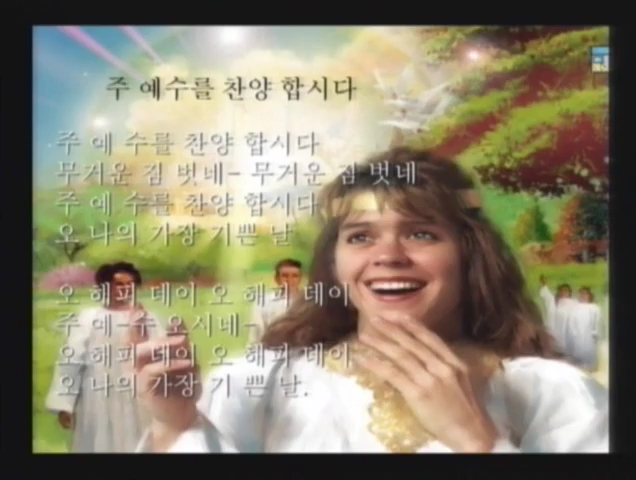 주 예수를 찬양 합시다
주 예 수를 찬양 합시다
무거운 짐 벗네- 무거운 짐 벗네
주 예 수를 찬양 합시다
오 나의 가장 기쁜 날
오 해피 데이 오 해피 데이
주 예-수 오시네-
오 해피 데이 오 해피 데이
오 나의 가장 기 쁜 날.